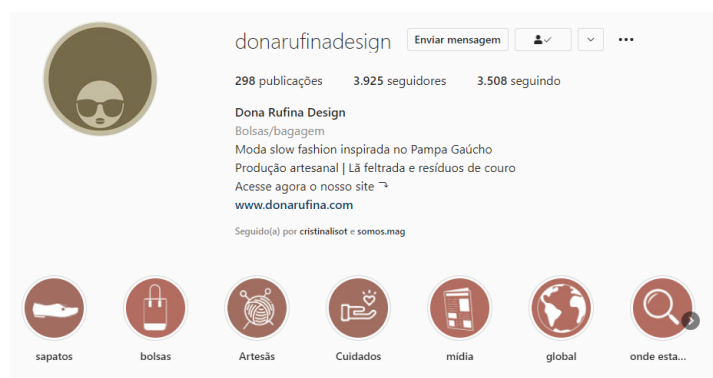 donarufinadesign Enviar mensagem
298 publicações 3.925 seguidores 3.508 seguindo
Dona Rufina Design
Bolsas/bagagem
Moda slow fashion inspirada no Pampa Gaúcho
Produção artesanal | Lã feltrada e resíduos de couro
Acesse agora o nosso site ⤵
www.donarufina.com
Seguido(a) por cristinalisot e somos.mag
sapatos bolsas Artesãs Cuidados mídia global onde esta...